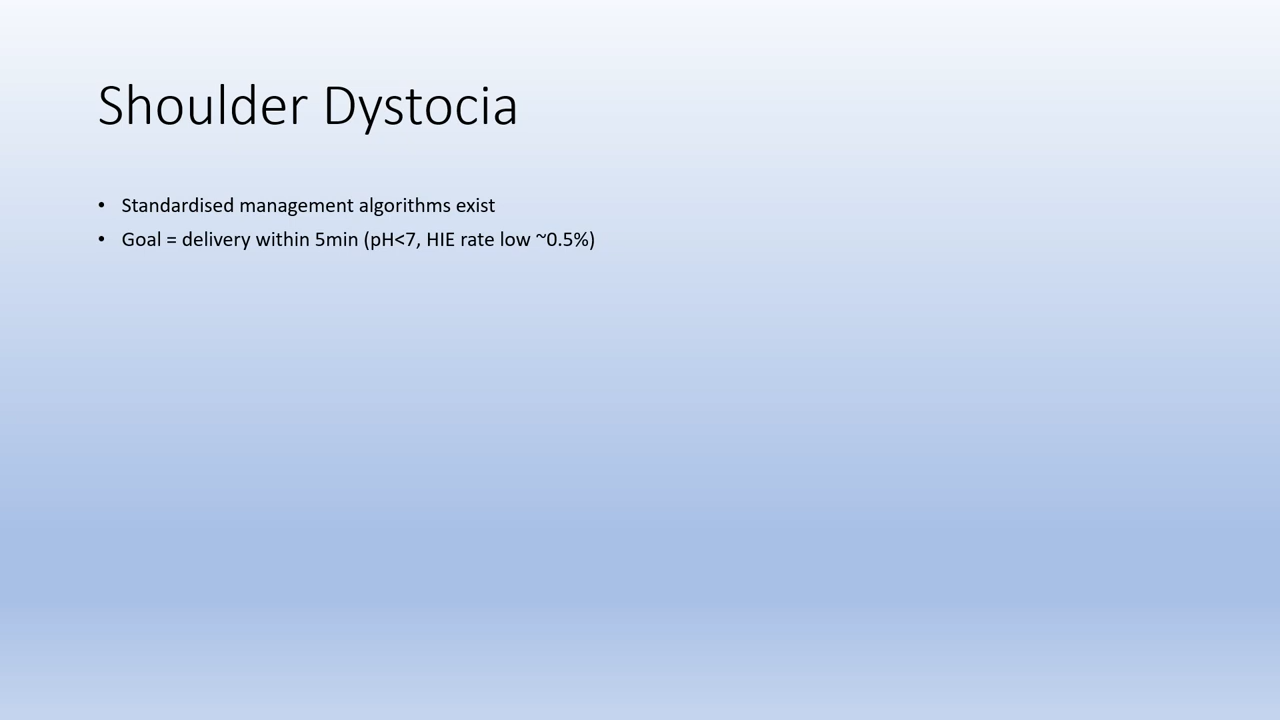 Shoulder Dystocia
• Standardised management algorithms exist
• Goal = delivery within 5min (pH<7, HIE rate low ~0.5%)